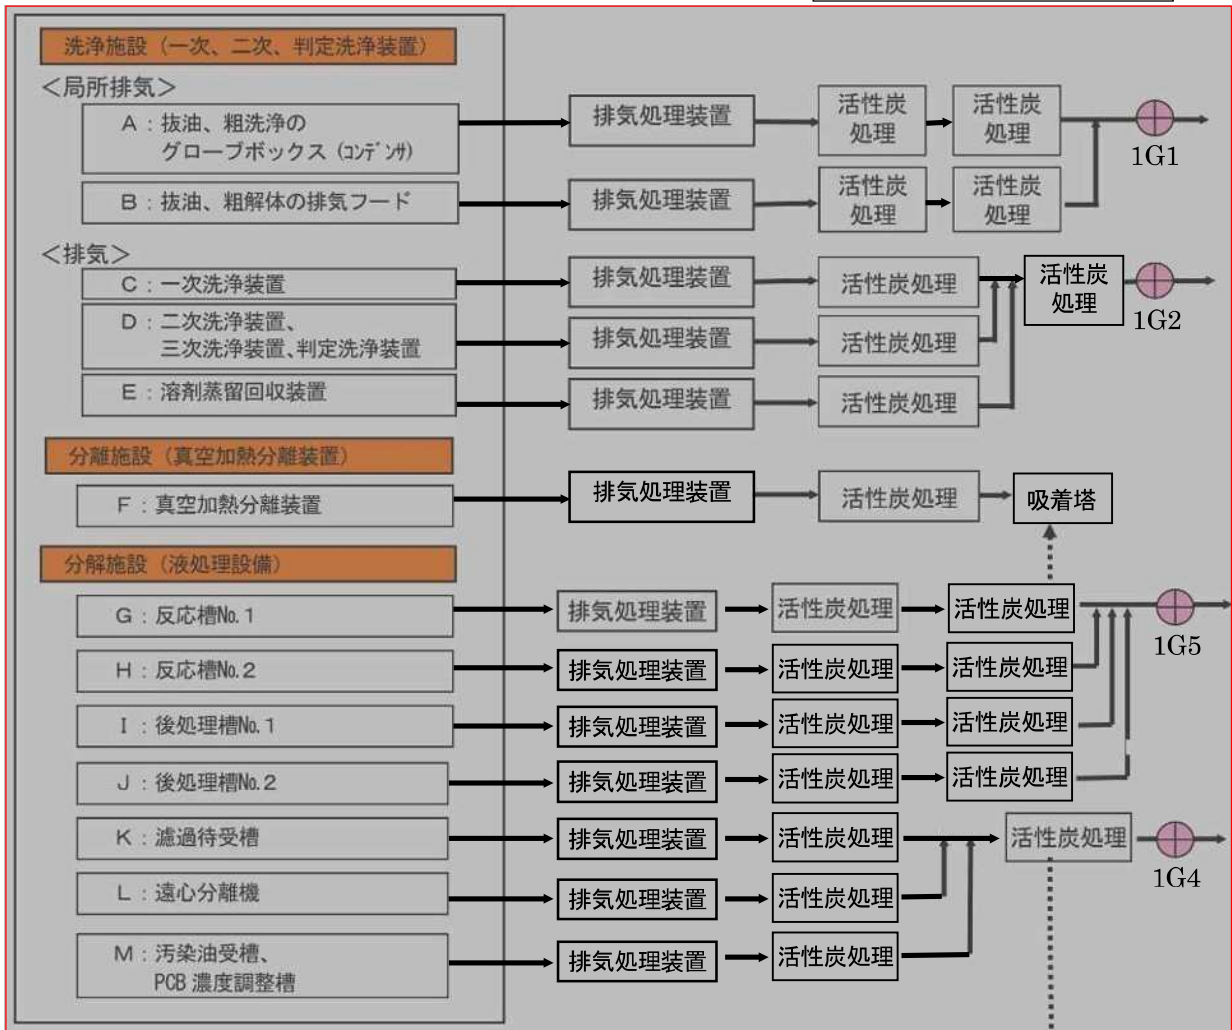 洗浄施設（一次、二次、判定洗浄装置）
＜局所排気＞
A：抜油、粗洗浄の
グローブボックス（ｺﾝﾃﾞﾝｻ）
排気処理装置
活性炭
処理
活性炭
処理
1G1
B：抜油、粗解体の排気フード
排気処理装置
活性炭
処理
活性炭
処理
＜排気＞
C：一次洗浄装置
排気処理装置
活性炭処理
活性炭
処理
1G2
D：二次洗浄装置、
三次洗浄装置、判定洗浄装置
排気処理装置
活性炭処理
E：溶剤蒸留回収装置
排気処理装置
活性炭処理
分離施設（真空加熱分離装置）
F：真空加熱分離装置
排気処理装置
活性炭処理
吸着塔
分解施設（液処理設備）
G：反応槽No.1
排気処理装置
活性炭処理
活性炭処理
1G5
H：反応槽No.2
排気処理装置
活性炭処理
活性炭処理
I：後処理槽No.1
排気処理装置
活性炭処理
活性炭処理
J：後処理槽No.2
排気処理装置
活性炭処理
活性炭処理
K：濾過待受槽
排気処理装置
活性炭処理
活性炭処理
1G4
L：遠心分離機
排気処理装置
活性炭処理
M：汚染油受槽、
PCB濃度調整槽
排気処理装置
活性炭処理